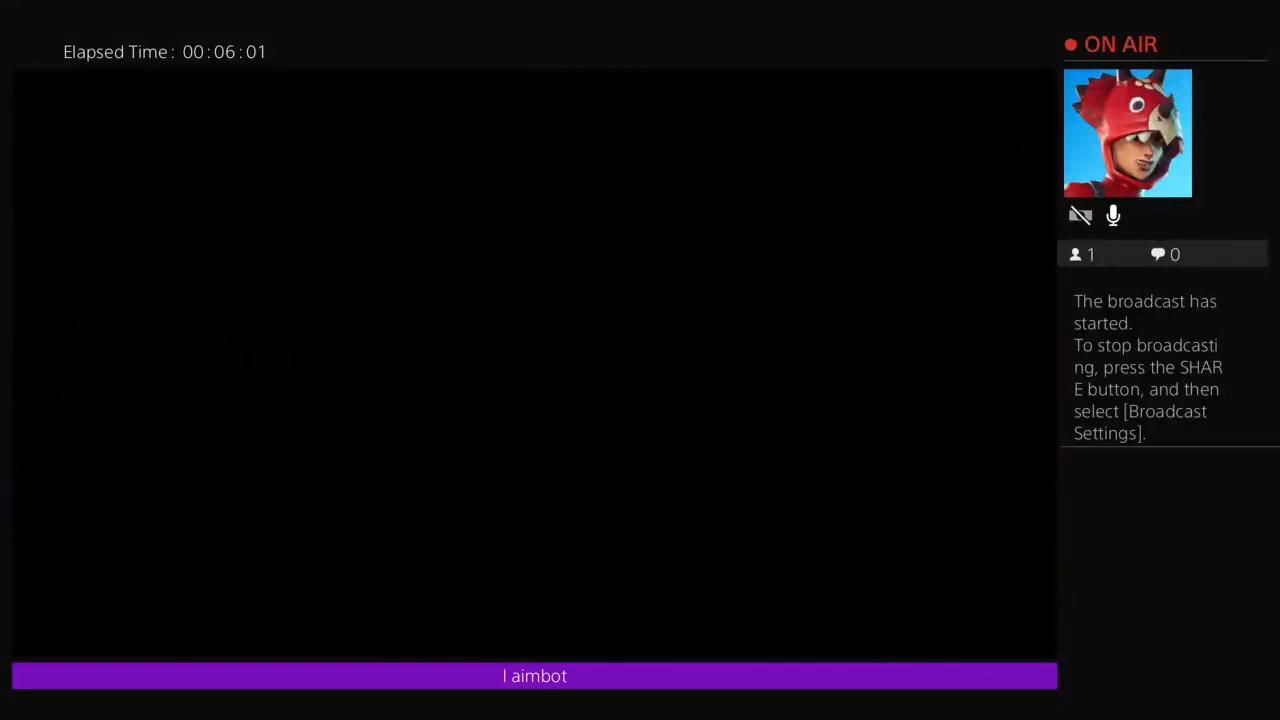 Elapsed Time: 00:06:01
ON AIR
1
0
The broadcast has
started.
To stop broadcasti
ng, press the SHAR
E button, and then
select [Broadcast
Settings].
I aimbot